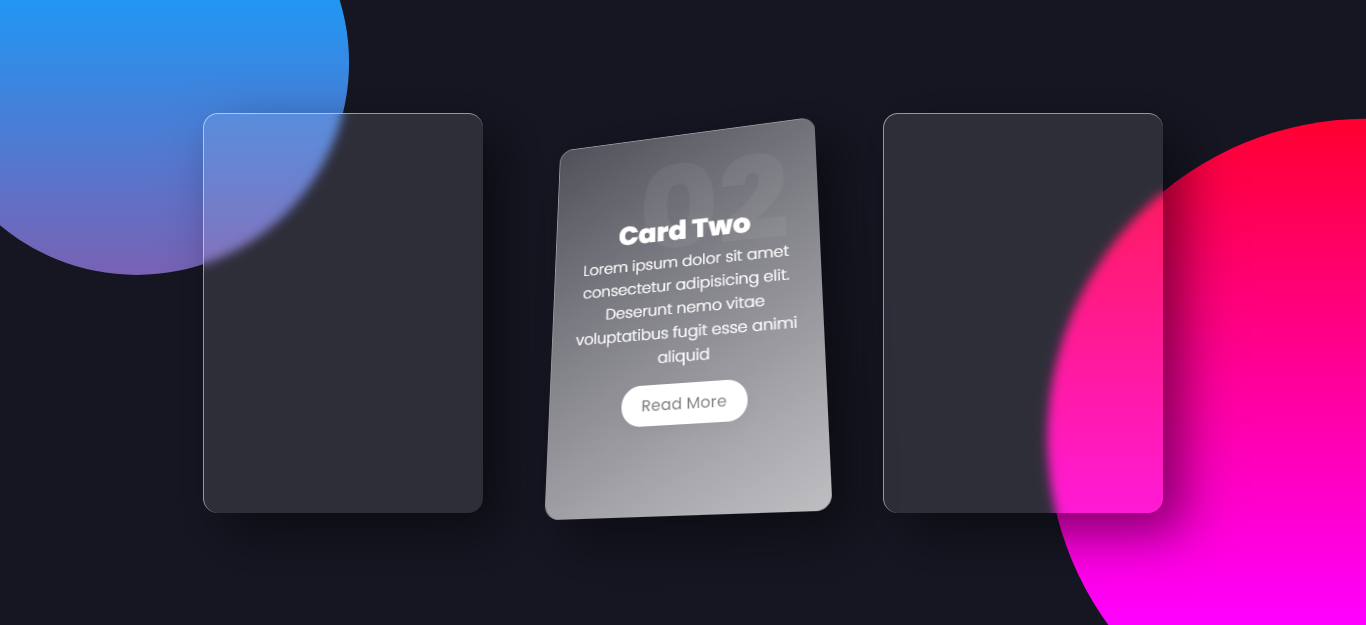 02
Card Two
Lorem ipsum dolor sit amet
consectetur adipisicing elit.
Deserunt nemo vitae
voluptatibus fugit esse animi
aliquid
Read More